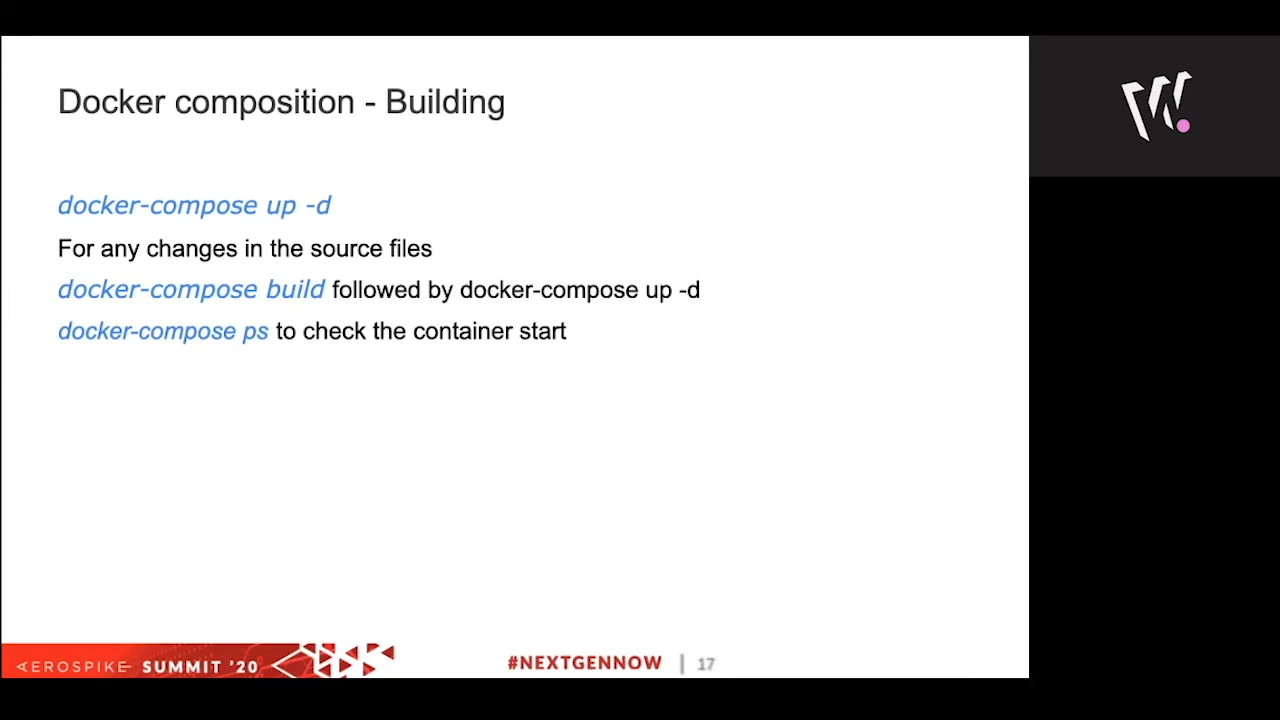 Docker composition - Building
docker-compose up -d
For any changes in the source files
docker-compose build followed by docker-compose up -d
docker-compose ps to check the container start
AEROSPIKE SUMMIT '20
#NEXTGENNOW | 17
W.